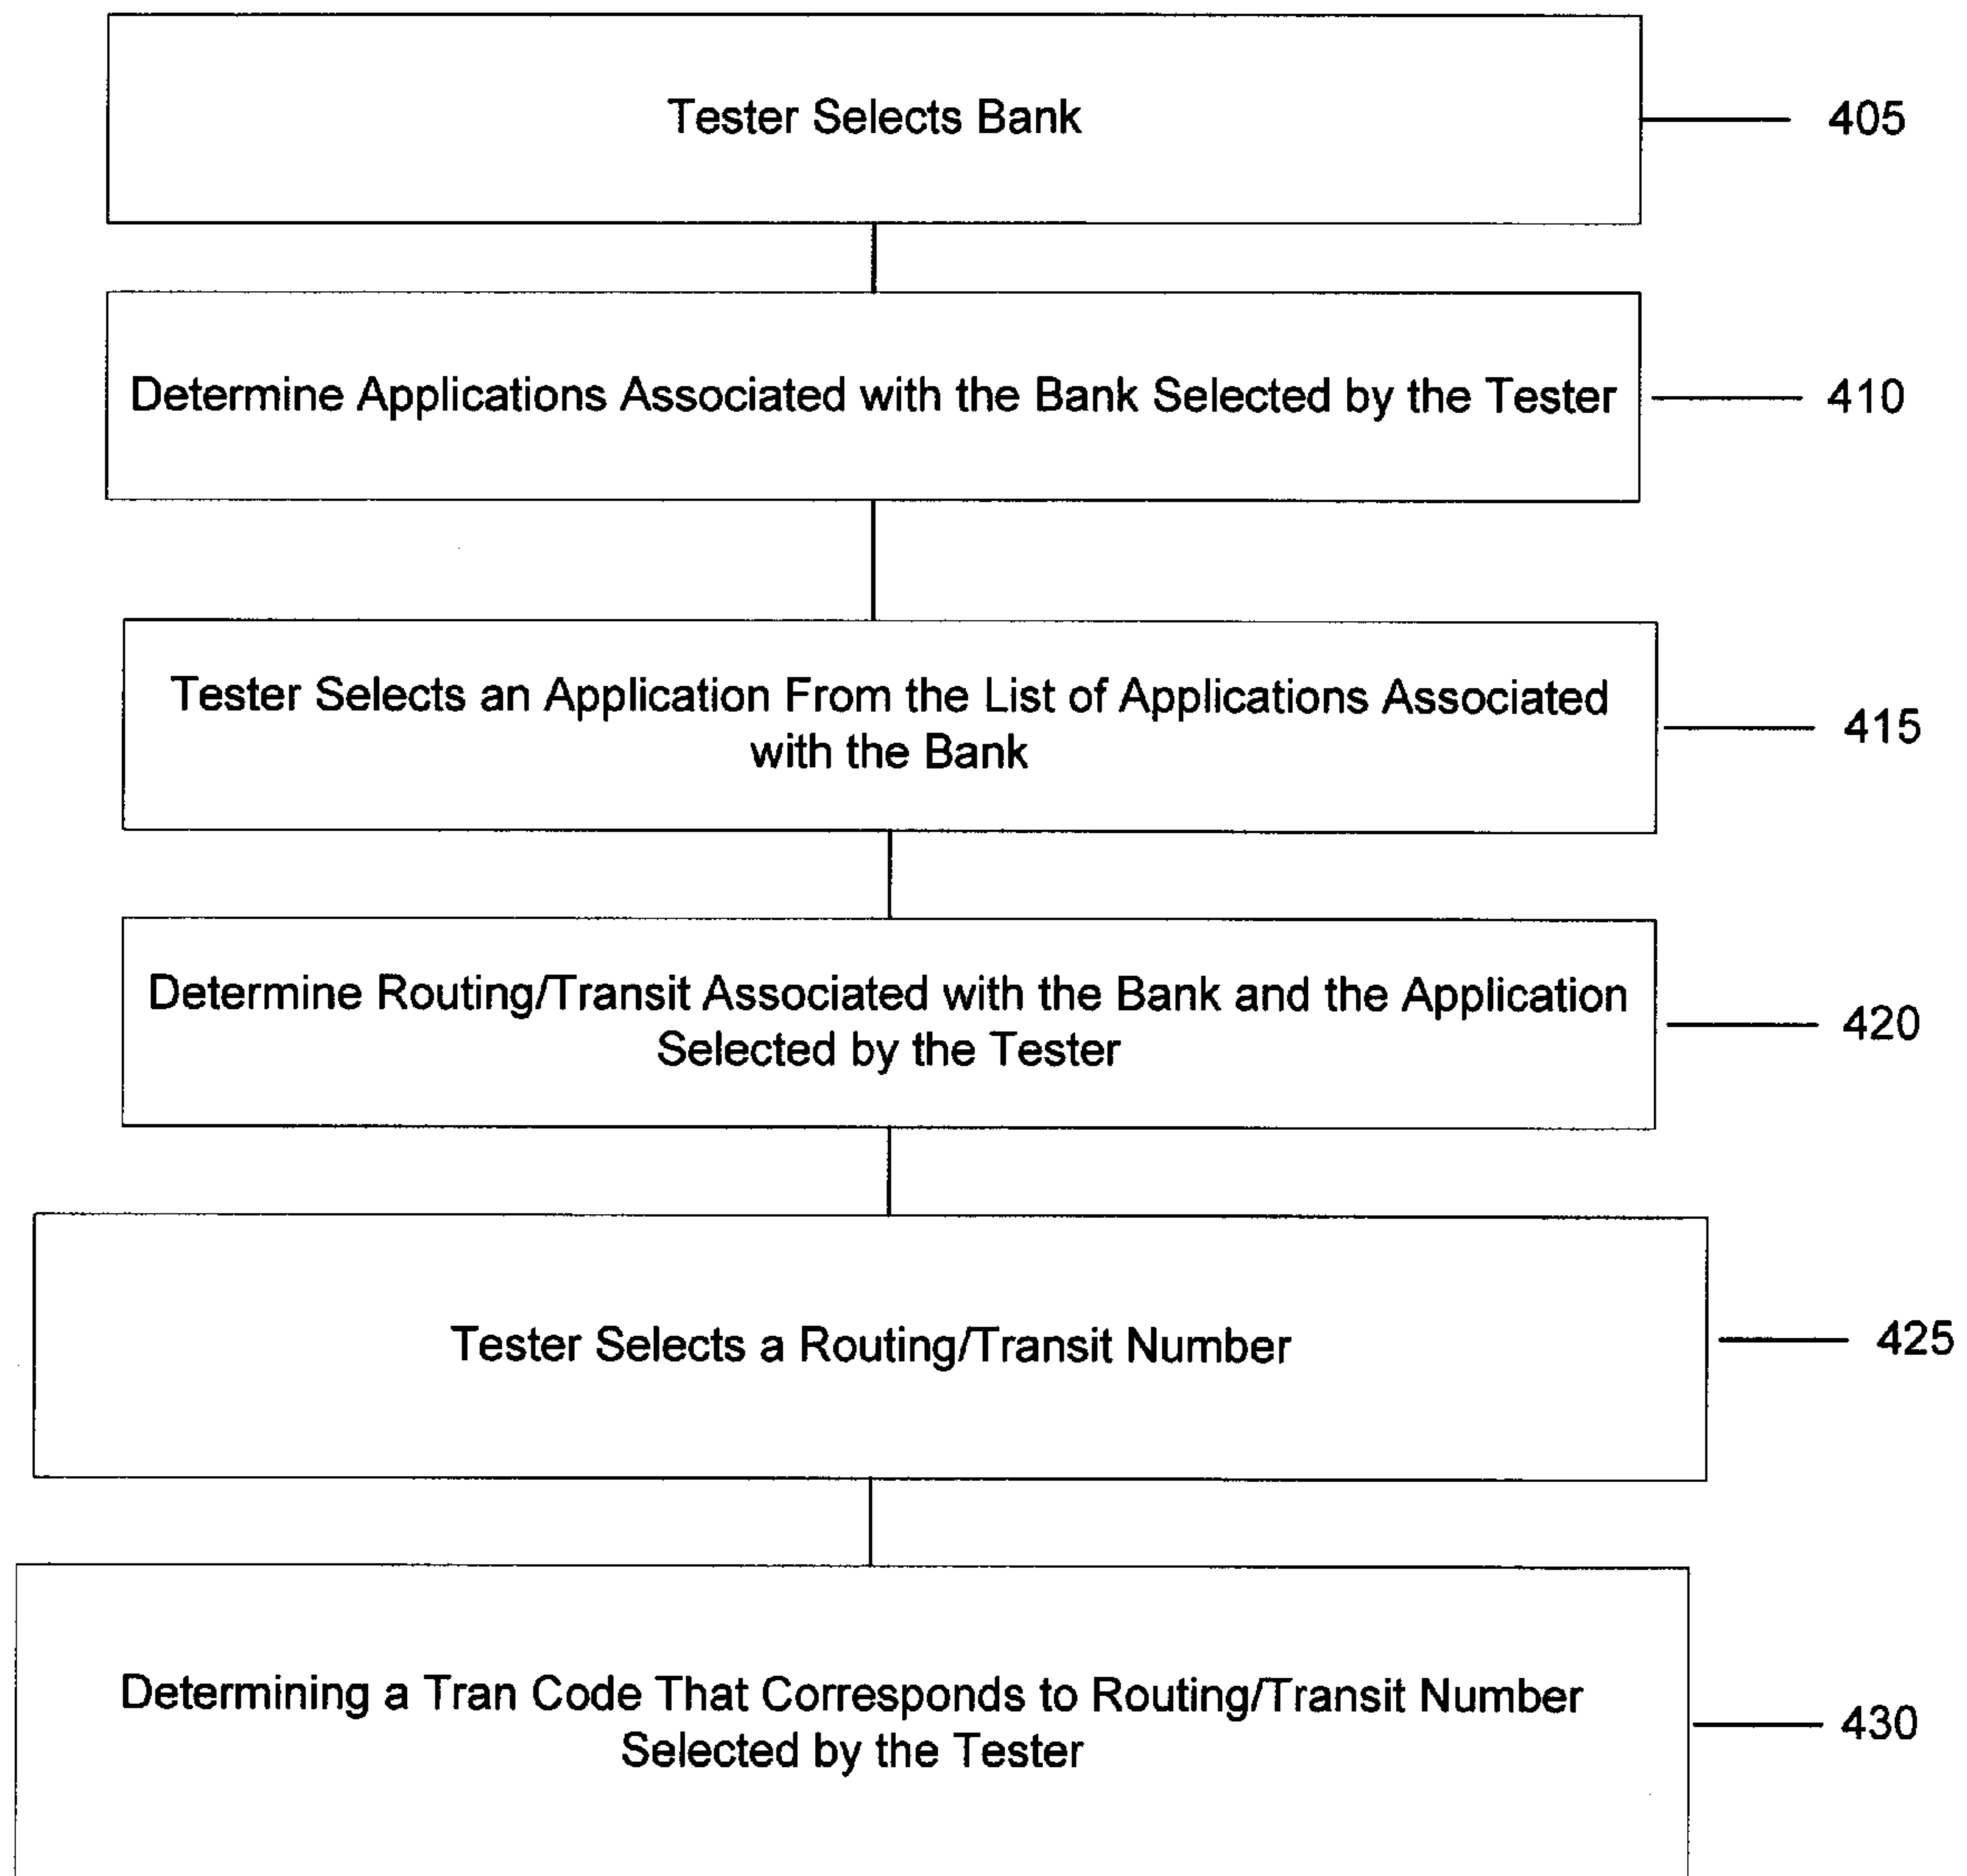 Tester Selects Bank
405
Determine Applications Associated with the Bank Selected by the Tester
410
Tester Selects an Application From the List of Applications Associated
with the Bank
415
Determine Routing/Transit Associated with the Bank and the Application
Selected by the Tester
420
Tester Selects a Routing/Transit Number
425
Determining a Tran Code That Corresponds to Routing/Transit Number
Selected by the Tester
430